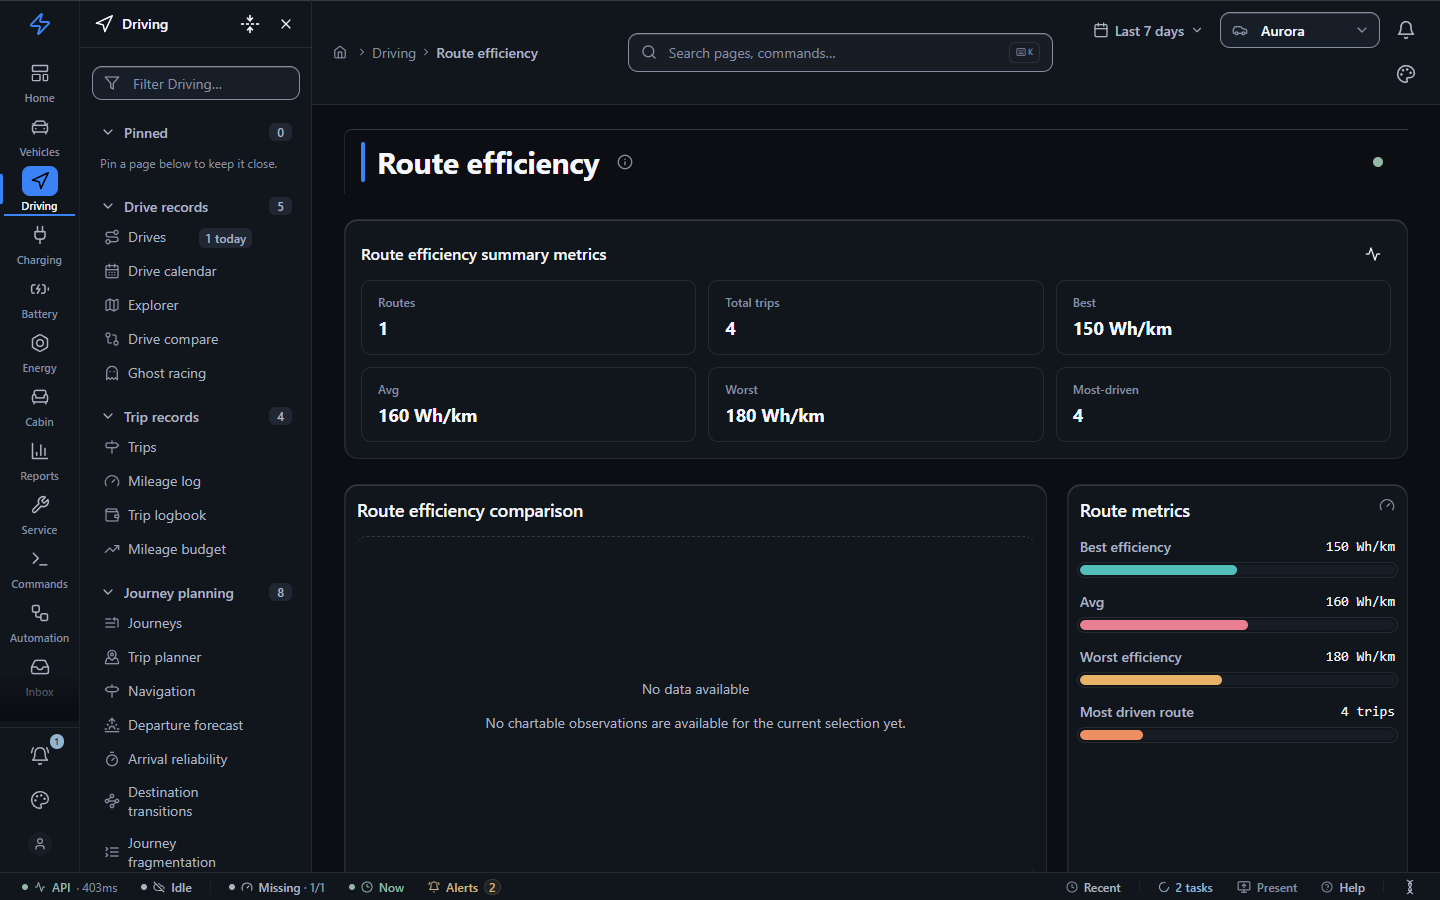 Home
Vehicles
Driving
Charging
Battery
Energy
Cabin
Reports
Service
Commands
Automation
Inbox
1
Driving
Filter Driving...
Pinned 0
Pin a page below to keep it close.
Drive records 5
Drives 1 today
Drive calendar
Explorer
Drive compare
Ghost racing
Trip records 4
Trips
Mileage log
Trip logbook
Mileage budget
Journey planning 8
Journeys
Trip planner
Navigation
Departure forecast
Arrival reliability
Destination
transitions
Journey
fragmentation
Driving Route efficiency
Search pages, commands... K
Last 7 days
Aurora
Route efficiency
Route efficiency summary metrics
Routes
1
Total trips
4
Best
150 Wh/km
Avg
160 Wh/km
Worst
180 Wh/km
Most-driven
4
Route efficiency comparison
No data available
No chartable observations are available for the current selection yet.
Route metrics
Best efficiency 150 Wh/km
Avg 160 Wh/km
Worst efficiency 180 Wh/km
Most driven route 4 trips
API · 403ms Idle Missing · 1/1 Now Alerts 2 Recent 2 tasks Present Help